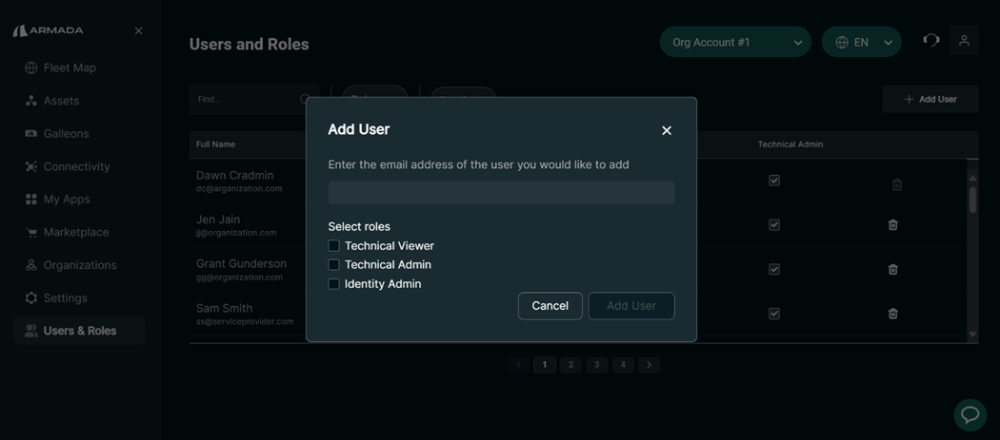 ARMADA
Fleet Map
Assets
Galleons
Connectivity
My Apps
Marketplace
Organizations
Settings
Users & Roles
Users and Roles
Org Account #1
EN
Find...
Add User
Full Name
Technical Admin
Dawn Cradmin
dc@arganization.com
Jen Jain
jj@organization.com
Grant Gunderson
gg@organization.com
Sam Smith
ss@serviceprovider.com
Add User
Enter the email address of the user you would like to add
Select roles
Technical Viewer
Technical Admin
Identity Admin
Cancel
Add User
1
2
3
4